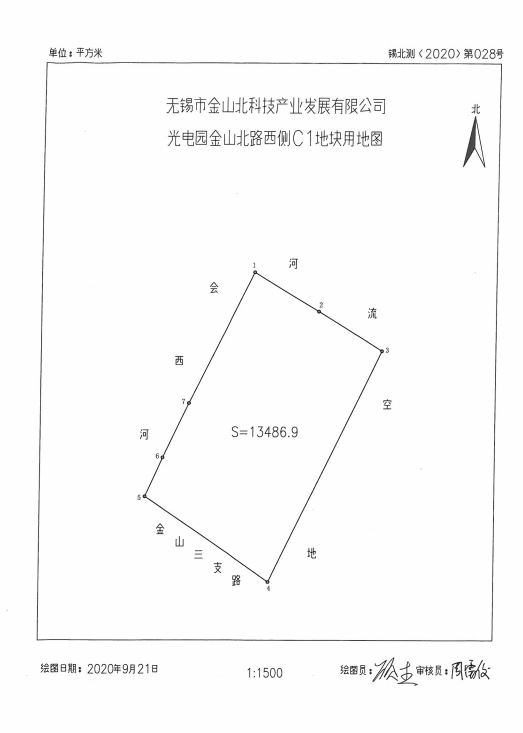 单位：平方米
锡北测（2020）第028号
无锡市金山北科技产业发展有限公司
光电园金山北路西侧C1地块用地图
北
1
河
2
流
3
会
西
河
7
6
5
空
地
S=13486.9
金山三支路
4
绘图日期：2020年9月21日
1:1500
绘图员：
审核员：